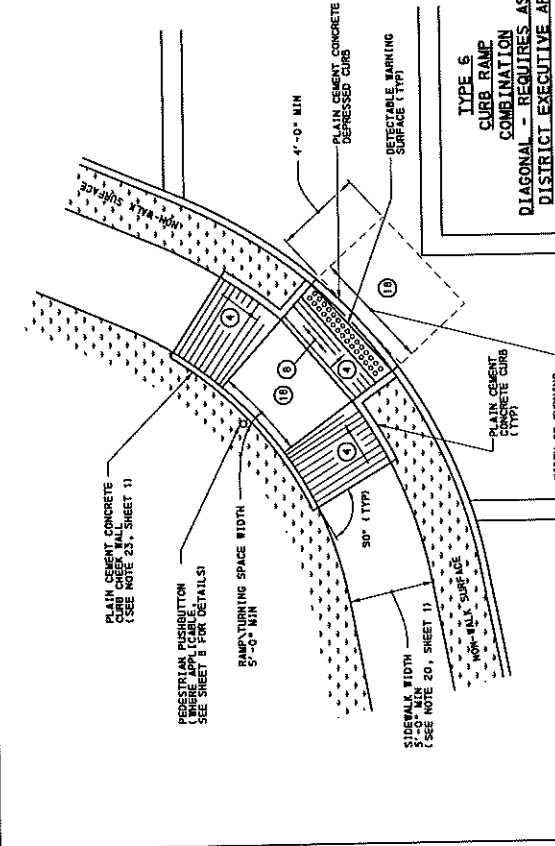 PLAIN CEMENT CONCRETE
CURB CHEEK WALL
(SEE NOTE 23, SHEET 1)
PEDESTRIAN PUSHBUTTON
(WHERE APPLICABLE,
SEE SHEET 8 FOR DETAILS)
RAMP\TURNING SPACE WIDTH
5'-0" MIN
SIDEWALK WIDTH
5'-0" MIN
(SEE NOTE 20, SHEET 1)
90° (TYP)
NON-WALK SURFACE
4
18
8
4
4
18
NON-WALK SURFACE
4'-0" MIN
PLAIN CEMENT CONCRETE
DEPRESSED CURB
DETECTABLE WARNING
SURFACE (TYP)
PLAIN CEMENT
CONCRETE CURB
(TYP)
TYPE 6
CURB RAMP
COMBINATION
DIAGONAL - REQUIRES AS
DISTRICT EXECUTIVE AP